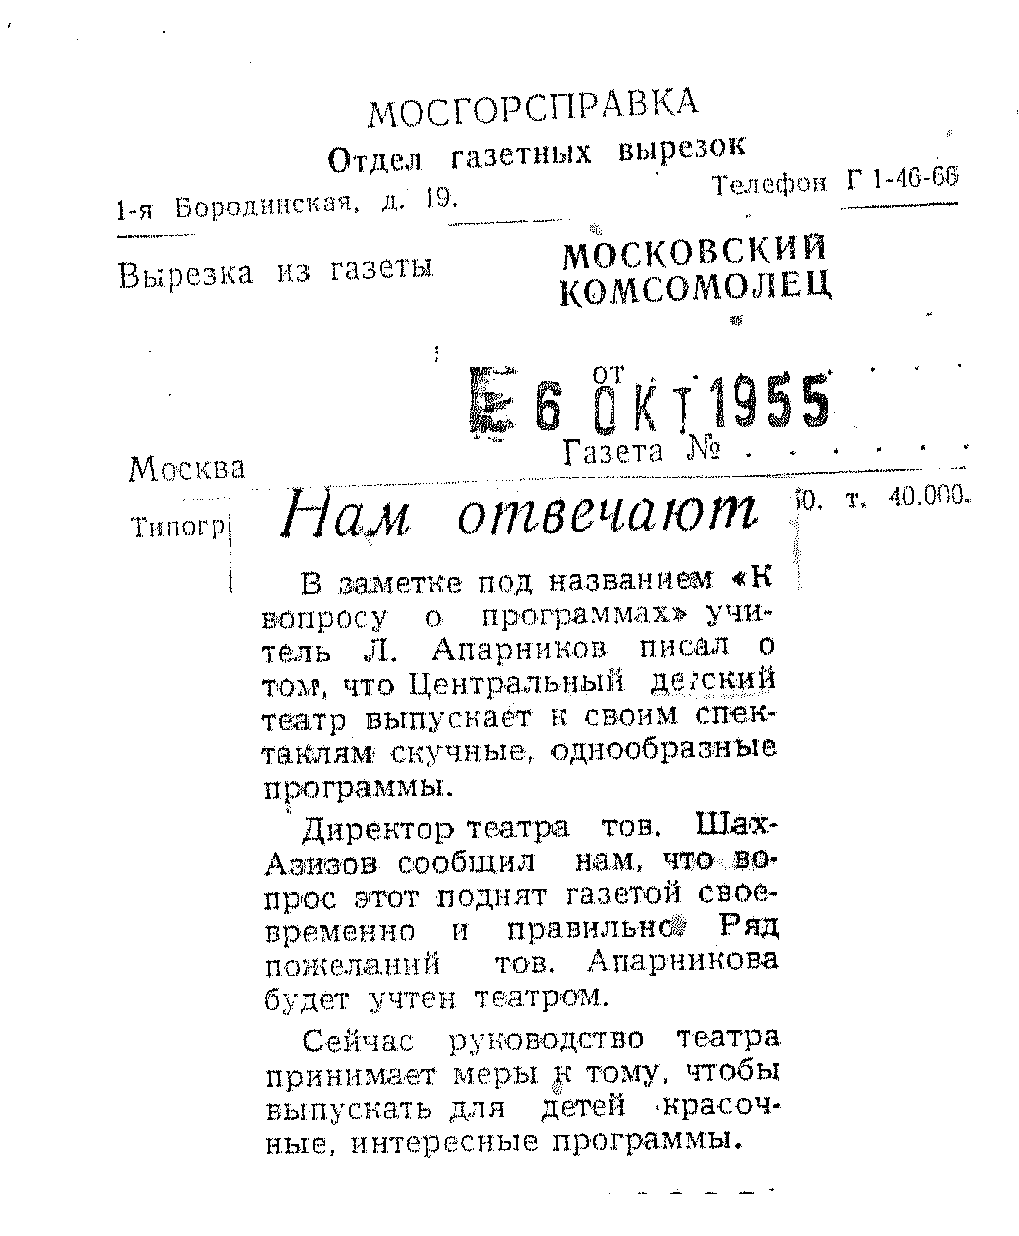 МОСГОРСПРАВКА
Отдел газетных вырезок
1-я Бородинская, д. 19.
Телефон Г 1-46-66
Вырезка из газеты
МОСКОВСКИЙ
КОМСОМОЛЕЦ
от
6 ОКТ 1955
Газета № . . . . . .
Москва
Типогр
0. т. 40.000.
Нам отвечают
В заметке под названием «К
вопросу о программах» учи-
тель Л. Апарников писал о
том, что Центральный детский
театр выпускает к своим спек-
таклям скучные, однообразные
программы.
Директор театра тов. Шах-
Азизов сообщил нам, что во-
прос этот поднят газетой свое-
временно и правильно Ряд
пожеланий тов. Апарникова
будет учтен театром.
Сейчас руководство театра
принимает меры к тому, чтобы
выпускать для детей красоч-
ные, интересные программы.